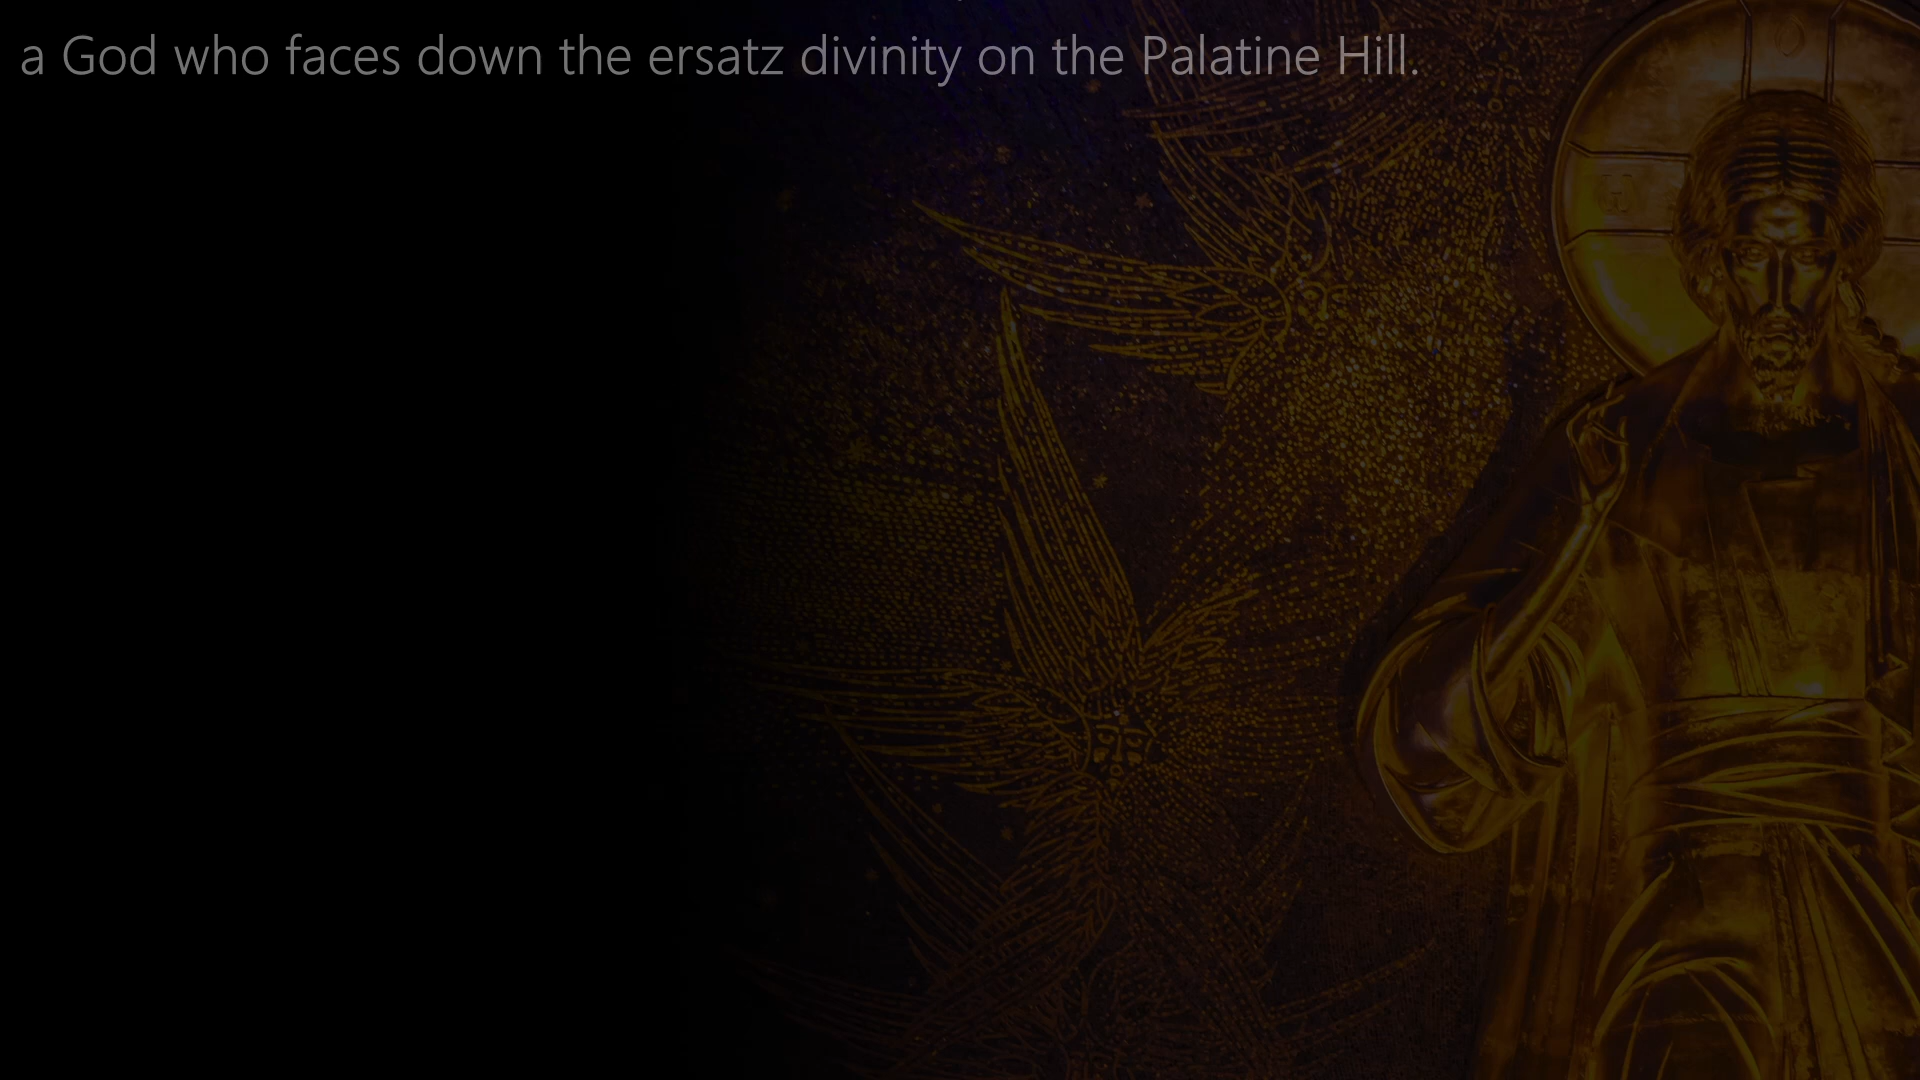 a God who faces down the ersatz divinity on the Palatine Hill.